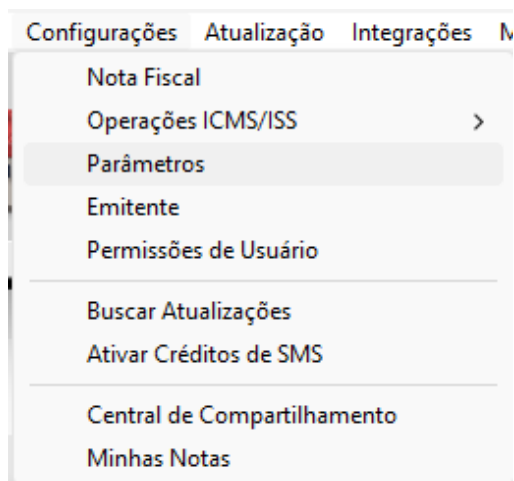 Configurações Atualização Integrações
Nota Fiscal
Operações ICMS/ISS >
Parâmetros
Emitente
Permissões de Usuário
Buscar Atualizações
Ativar Créditos de SMS
Central de Compartilhamento
Minhas Notas